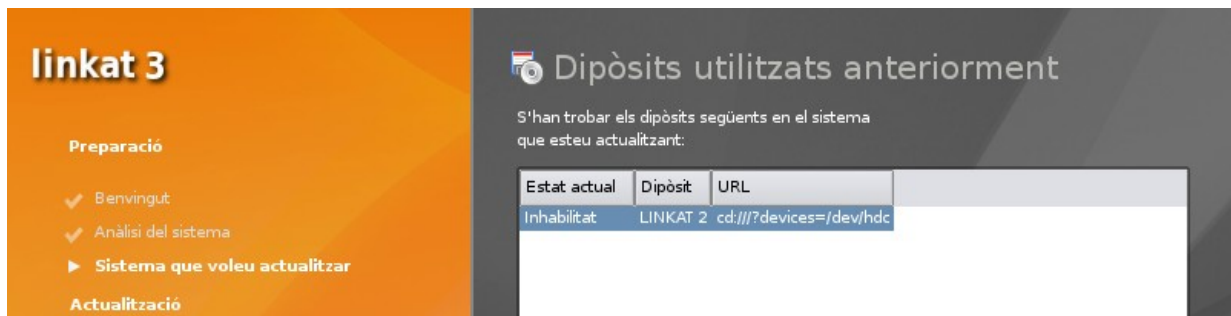 linkat 3
Preparació
Benvingut
Anàlisi del sistema
Sistema que voleu actualitzar
Actualització
Dipòsits utilitzats anteriorment
S'han trobar els dipòsits següents en el sistema
que esteu actualitzant:
Estat actual Dipòsit URL
Inhabilitat LINKAT 2 cd:///?devices=/dev/hdc